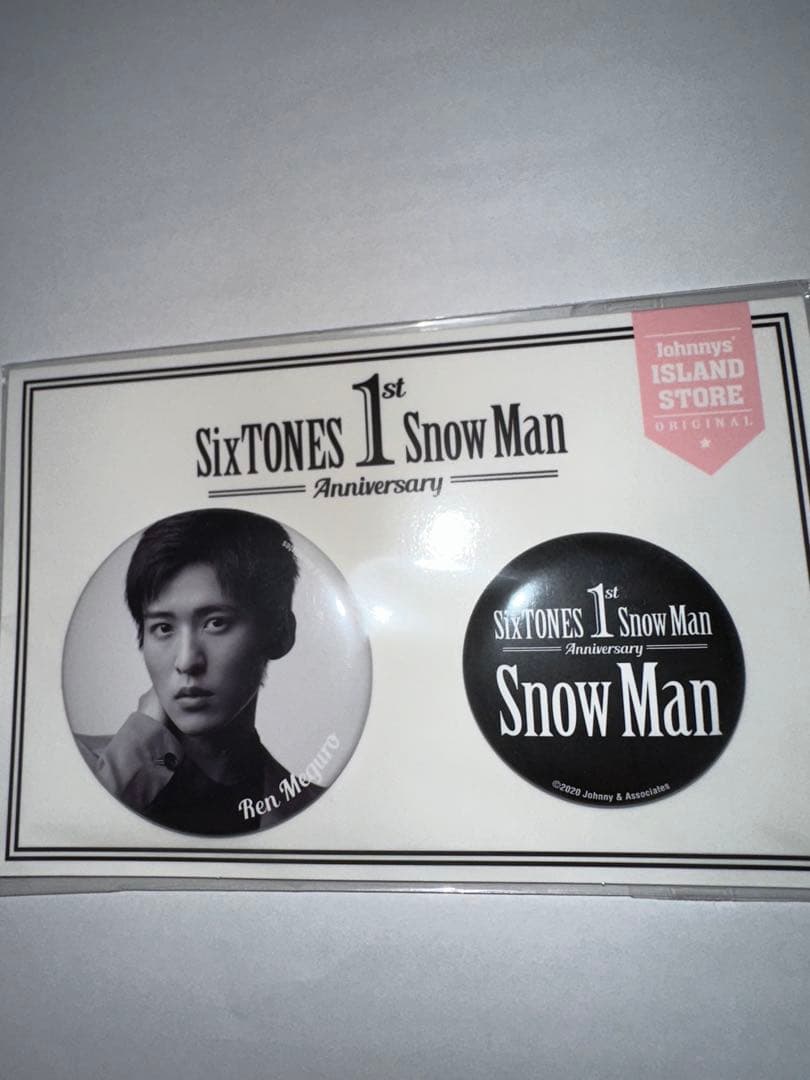 Johnnys'
ISLAND
STORE
ORIGINAL
SixTONES 1st Snow Man
Anniversary
Ren Meguro
SixTONES 1st Snow Man
Anniversary
Snow Man
©2020 Johnny & Associates